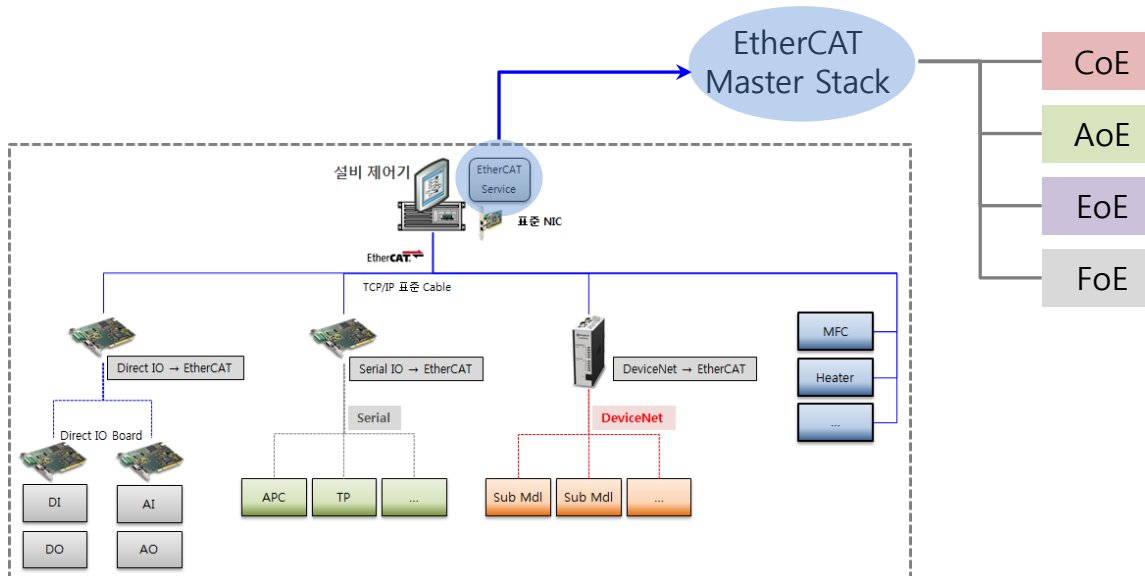 EtherCAT
Master Stack
CoE
AoE
EoE
FoE
설비 제어기
EtherCAT
Service
표준 NIC
EtherCAT
TCP/IP 표준 Cable
Direct IO → EtherCAT
Serial IO → EtherCAT
DeviceNet → EtherCAT
MFC
Heater
...
Direct IO Board
Serial
DeviceNet
DI
AI
DO
AO
APC
TP
...
Sub Mdl
Sub Mdl
...